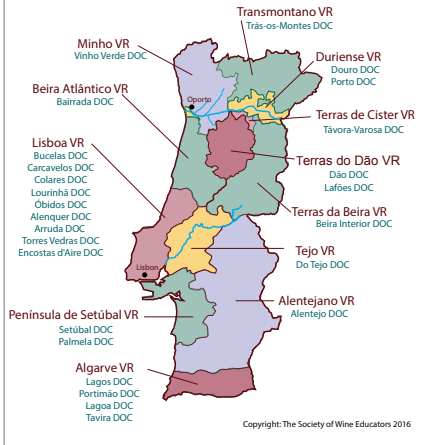 Transmontano VR
Trás-os-Montes DOC
Minho VR
Vinho Verde DOC
Duriense VR
Douro DOC
Porto DOC
Beira Atlântico VR
Bairrada DOC
Oporto
Terras de Cister VR
Távora-Varosa DOC
Lisboa VR
Bucelas DOC
Carcavelos DOC
Colares DOC
Lourinhã DOC
Óbidos DOC
Alenquer DOC
Arruda DOC
Torres Vedras DOC
Encostas d'Aire DOC
Terras do Dão VR
Dão DOC
Lafões DOC
Terras da Beira VR
Beira Interior DOC
Tejo VR
Do Tejo DOC
Lisbon
Alentejano VR
Alentejo DOC
Península de Setúbal VR
Setúbal DOC
Palmela DOC
Algarve VR
Lagos DOC
Portimão DOC
Lagoa DOC
Tavira DOC
Copyright: The Society of Wine Educators 2016